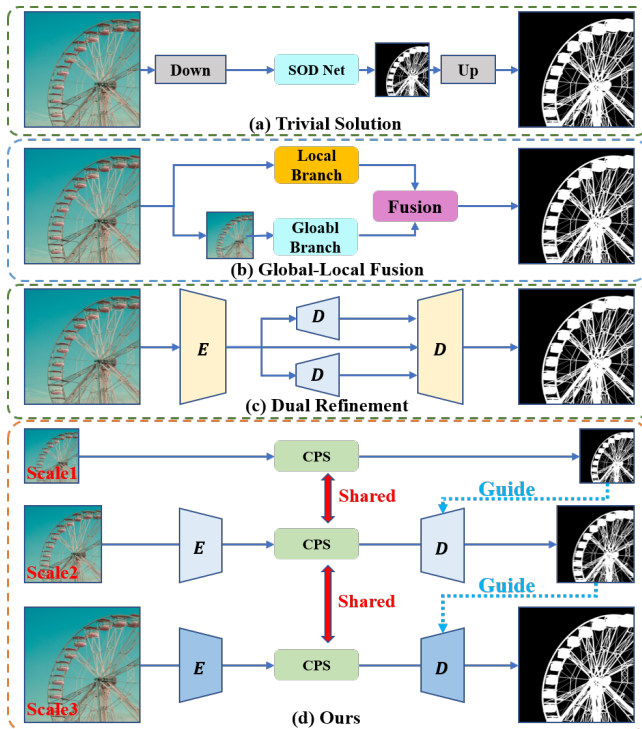 Down
SOD Net
Up
(a) Trivial Solution
Local
Branch
Fusion
Gloabl
Branch
(b) Global-Local Fusion
E
D
D
D
(c) Dual Refinement
Scale1
CPS
Shared
Guide
Scale2
E
CPS
D
Shared
Guide
Scale3
E
CPS
D
(d) Ours